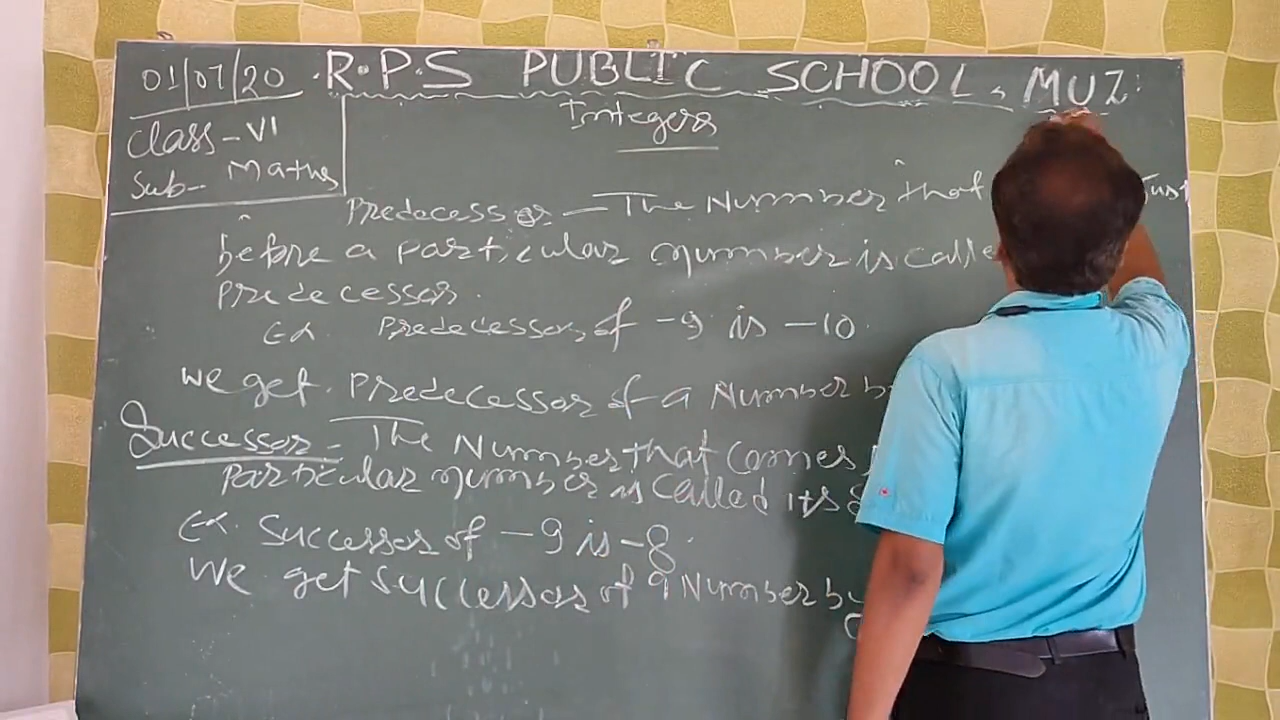 01/07/20 R.P.S PUBLIC SCHOOL, MUZ:
Integers
Class-VI
Sub- Maths
Predecessor - The Number that Just
before a particular number is calle
predecessor.
Ex Predecessor of -9 is -10.
we get Predecessor of a Number b
Successor - The Number that comes
Particular number is called its
Ex. Successor of -9 is -8.
We get successor of a Number by